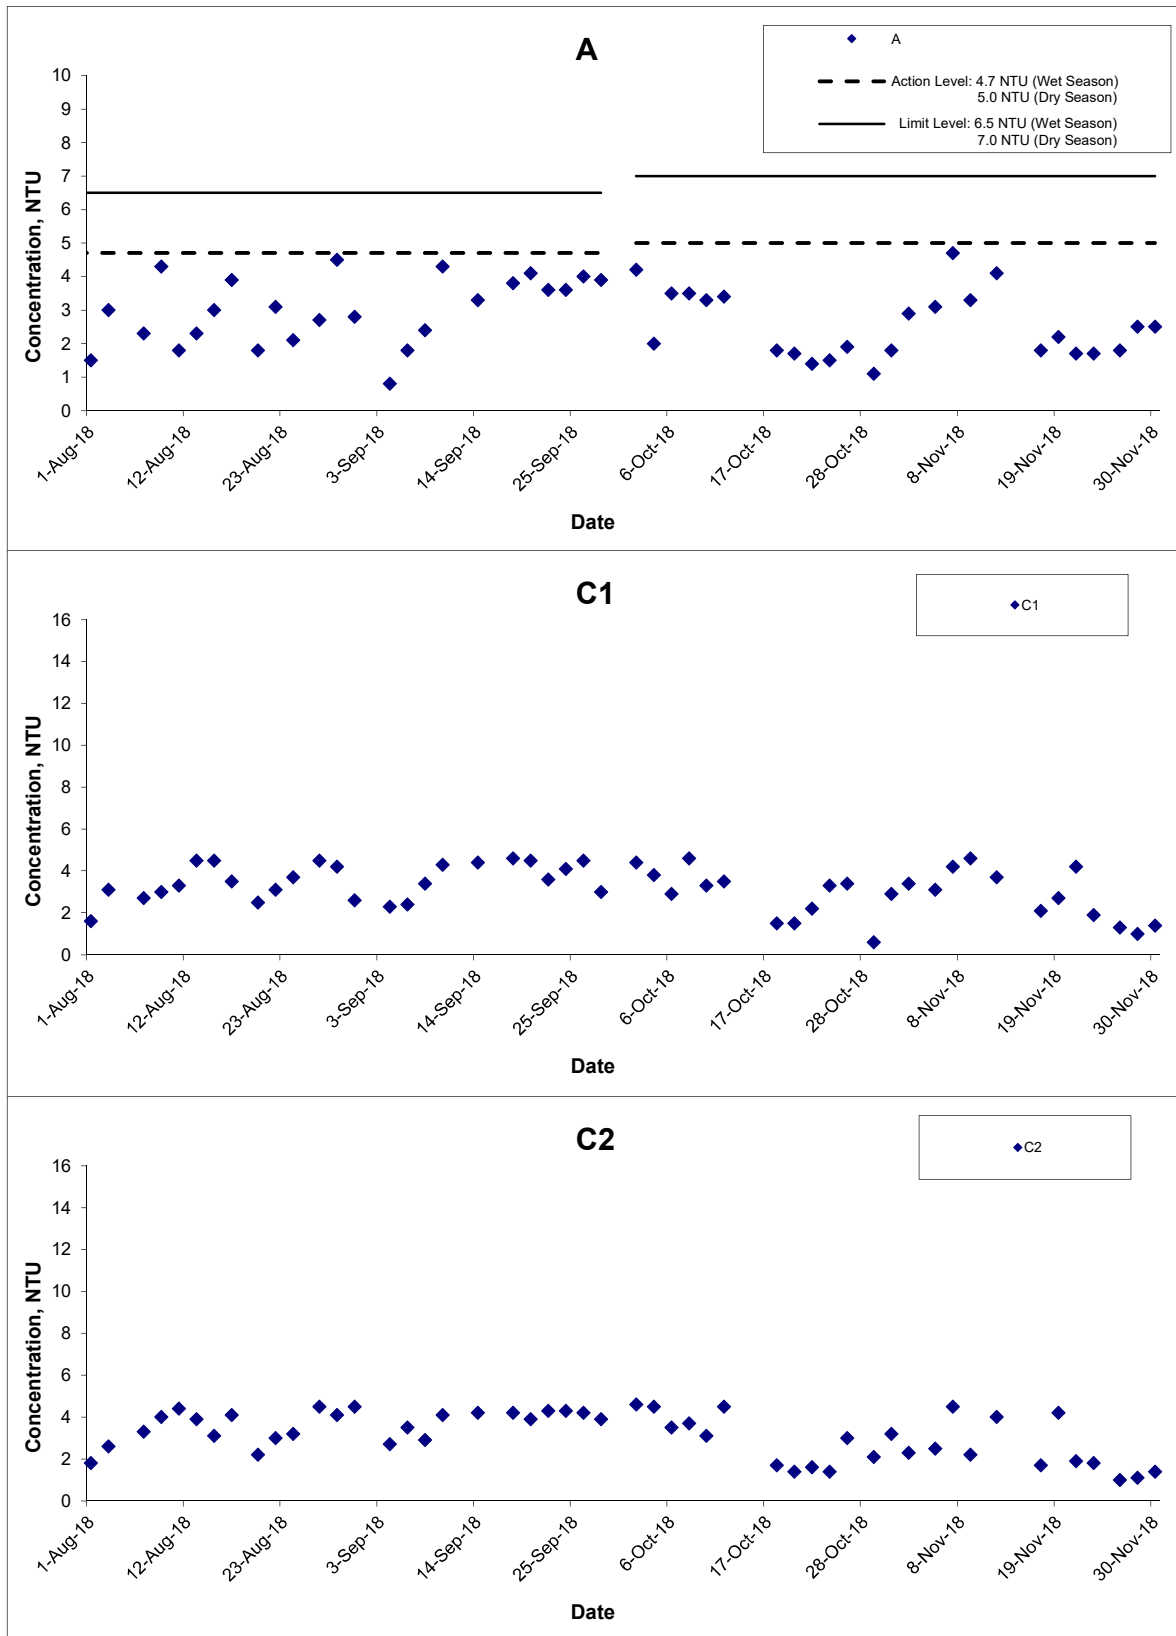 A
A
Action Level: 4.7 NTU (Wet Season)
5.0 NTU (Dry Season)
Limit Level: 6.5 NTU (Wet Season)
7.0 NTU (Dry Season)
Concentration, NTU
10
9
8
7
6
5
4
3
2
1
0
1-Aug-18
12-Aug-18
23-Aug-18
3-Sep-18
14-Sep-18
25-Sep-18
6-Oct-18
17-Oct-18
28-Oct-18
8-Nov-18
19-Nov-18
30-Nov-18
Date
C1
C1
Concentration, NTU
16
14
12
10
8
6
4
2
0
1-Aug-18
12-Aug-18
23-Aug-18
3-Sep-18
14-Sep-18
25-Sep-18
6-Oct-18
17-Oct-18
28-Oct-18
8-Nov-18
19-Nov-18
30-Nov-18
Date
C2
C2
Concentration, NTU
16
14
12
10
8
6
4
2
0
1-Aug-18
12-Aug-18
23-Aug-18
3-Sep-18
14-Sep-18
25-Sep-18
6-Oct-18
17-Oct-18
28-Oct-18
8-Nov-18
19-Nov-18
30-Nov-18
Date